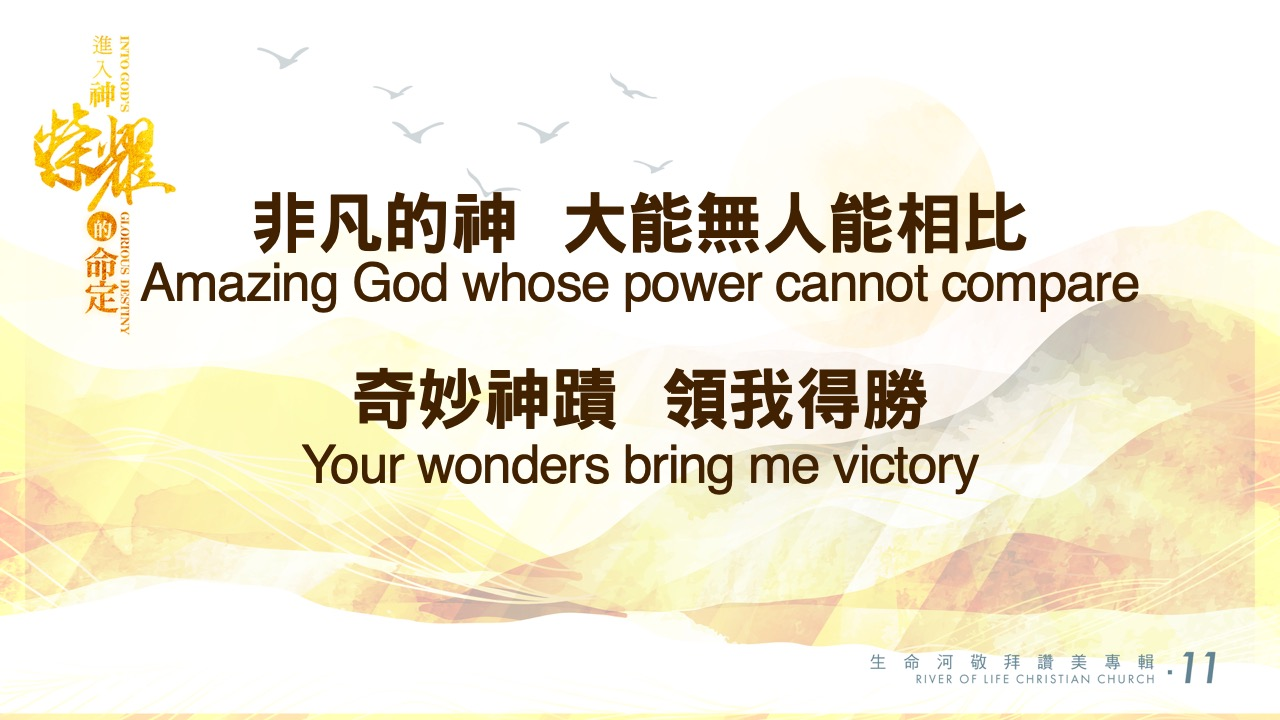 進入神
榮耀
的
命定
INTO GOD'S
GLORIOUS DESTINY
非凡的神 大能無人能相比
Amazing God whose power cannot compare
奇妙神蹟 領我得勝
Your wonders bring me victory
生命河敬拜讚美專輯
RIVER OF LIFE CHRISTIAN CHURCH
·11